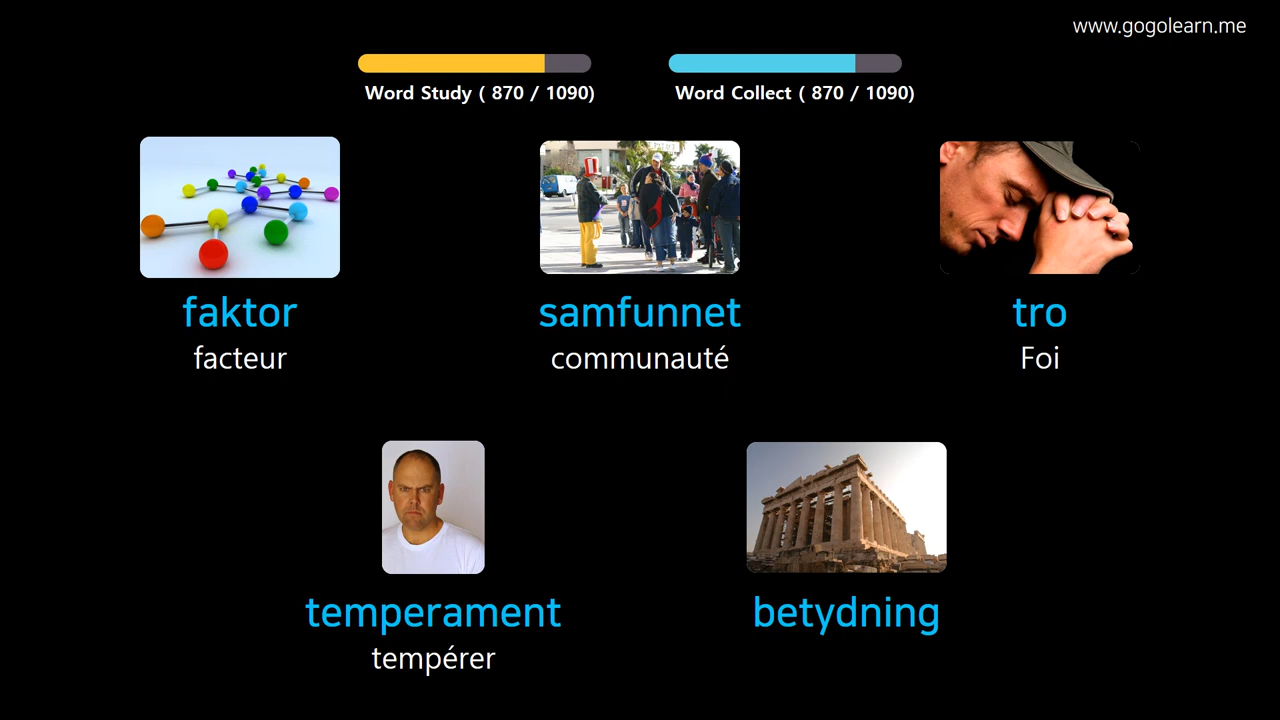 www.gogolearn.me
Word Study ( 870 / 1090)
Word Collect ( 870 / 1090)
faktor
facteur
samfunnet
communauté
tro
Foi
temperament
tempérer
betydning